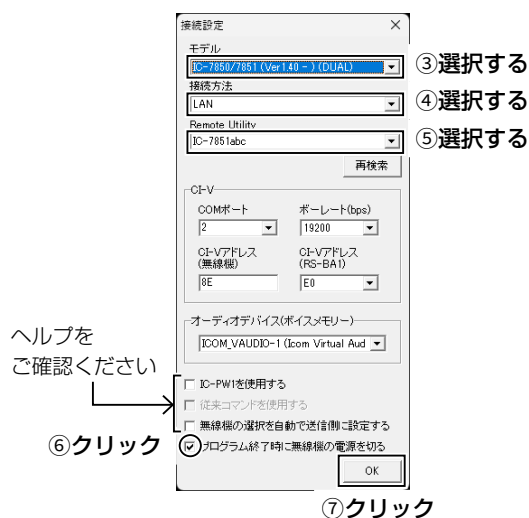 接続設定
モデル
IC-7850/7851 (Ver1.40 - ) (DUAL)
③選択する
接続方法
LAN
④選択する
Remote Utility
IC-7851abc
⑤選択する
再検索
CI-V
COMポート
ボーレート(bps)
2
19200
CI-Vアドレス
(無線機)
CI-Vアドレス
(RS-BA1)
8E
E0
オーディオデバイス(ボイスメモリー)
ICOM_VAUDIO-1 (Icom Virtual Aud
ヘルプを
ご確認ください
IC-PW1を使用する
従来コマンドを使用する
無線機の選択を自動で送信側に設定する
⑥クリック
プログラム終了時に無線機の電源を切る
OK
⑦クリック